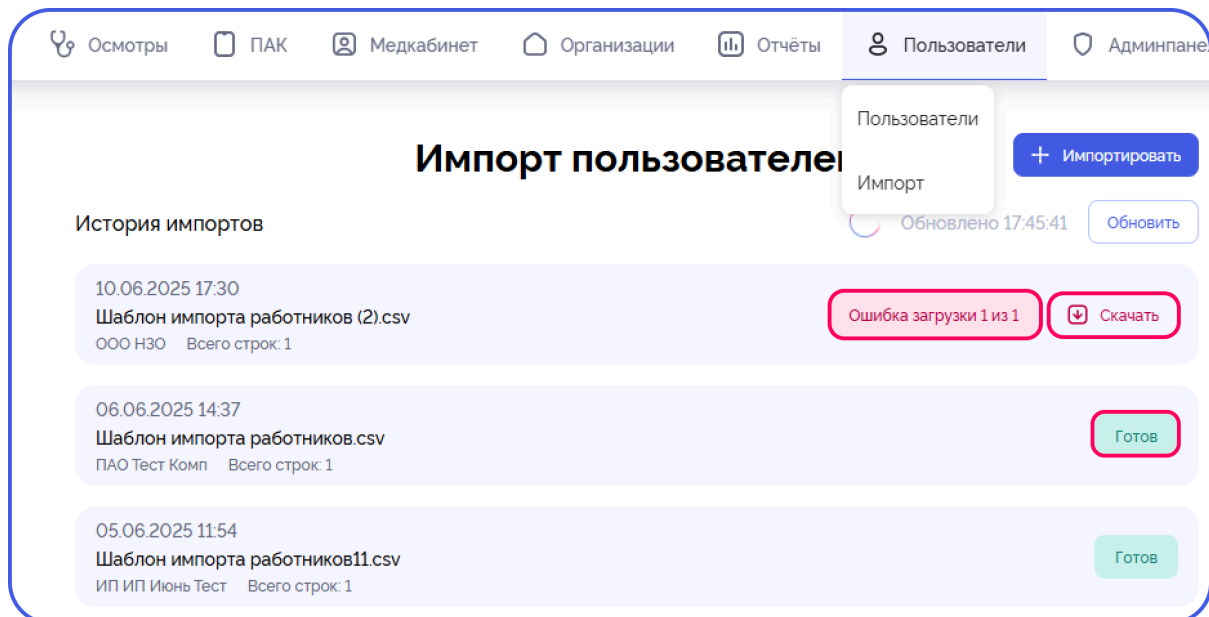 Осмотры ПАК Медкабинет Организации Отчёты Пользователи Админпане
Пользователи
Импорт
Импорт пользователе
+ Импортировать
История импортов
Обновлено 17:45:41
Обновить
10.06.2025 17:30
Шаблон импорта работников (2).csv
ООО НЗО Всего строк: 1
Ошибка загрузки 1 из 1
Скачать
06.06.2025 14:37
Шаблон импорта работников.csv
ПАО Тест Комп Всего строк: 1
Готов
05.06.2025 11:54
Шаблон импорта работников11.csv
ИП ИП Июнь Тест Всего строк: 1
Готов